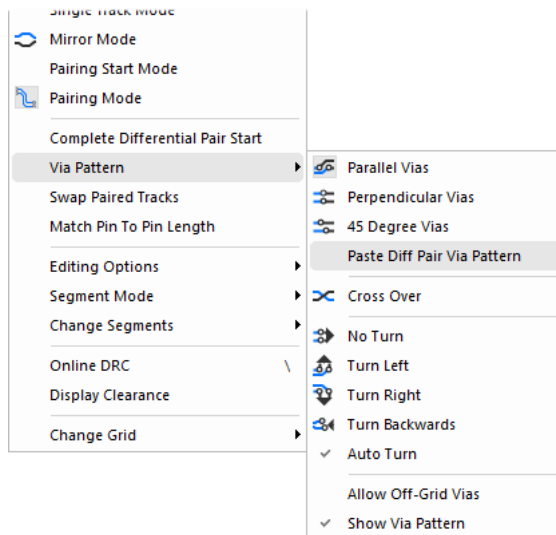 Single Track Mode
Mirror Mode
Pairing Start Mode
Pairing Mode
Complete Differential Pair Start
Via Pattern
Swap Paired Tracks
Match Pin To Pin Length
Editing Options
Segment Mode
Change Segments
Online DRC \
Display Clearance
Change Grid
Parallel Vias
Perpendicular Vias
45 Degree Vias
Paste Diff Pair Via Pattern
Cross Over
No Turn
Turn Left
Turn Right
Turn Backwards
Auto Turn
Allow Off-Grid Vias
Show Via Pattern